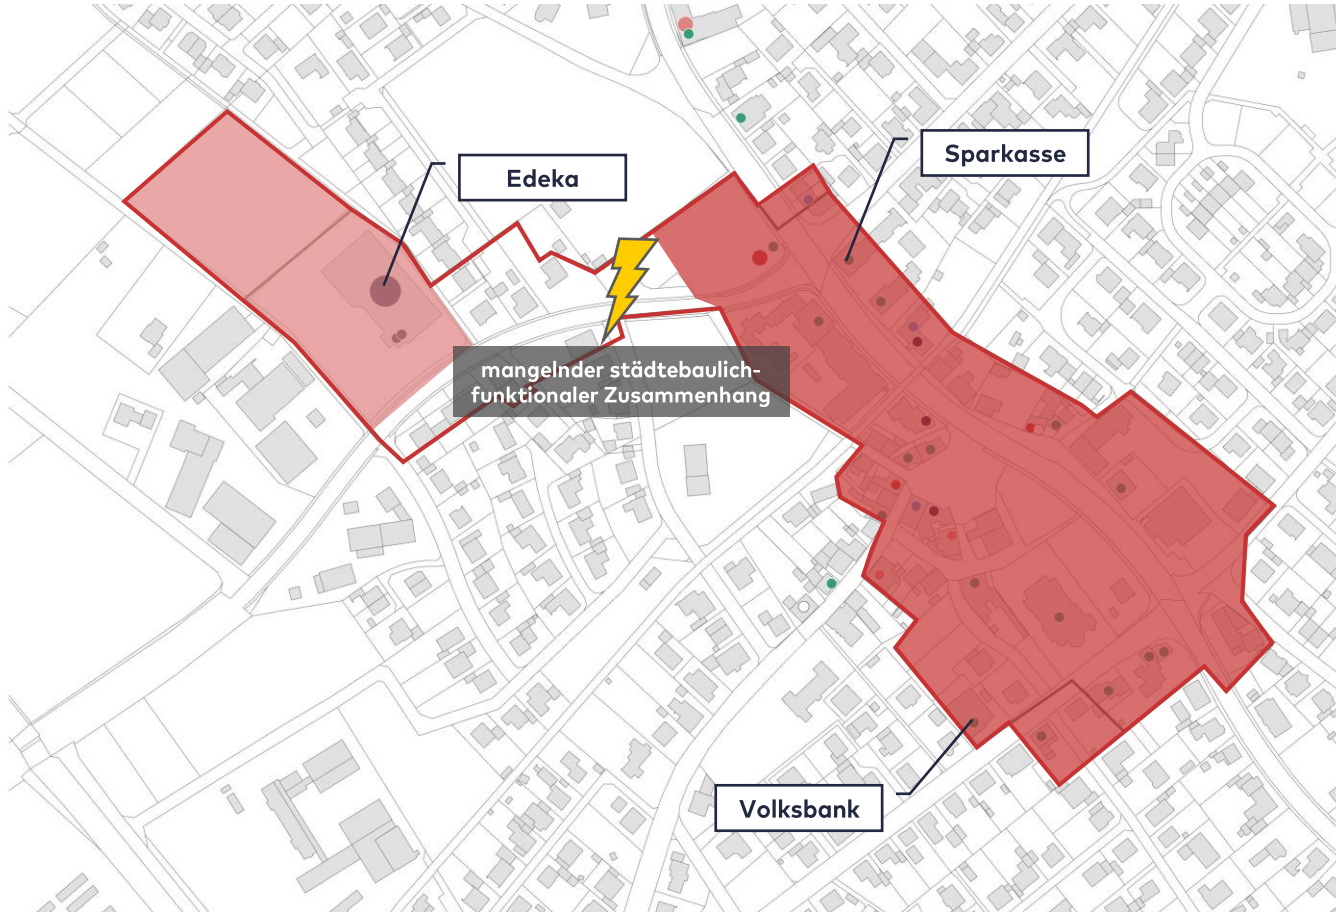 Sparkasse
Edeka
mangelnder städtebaulich-
funktionaler Zusammenhang
Volksbank